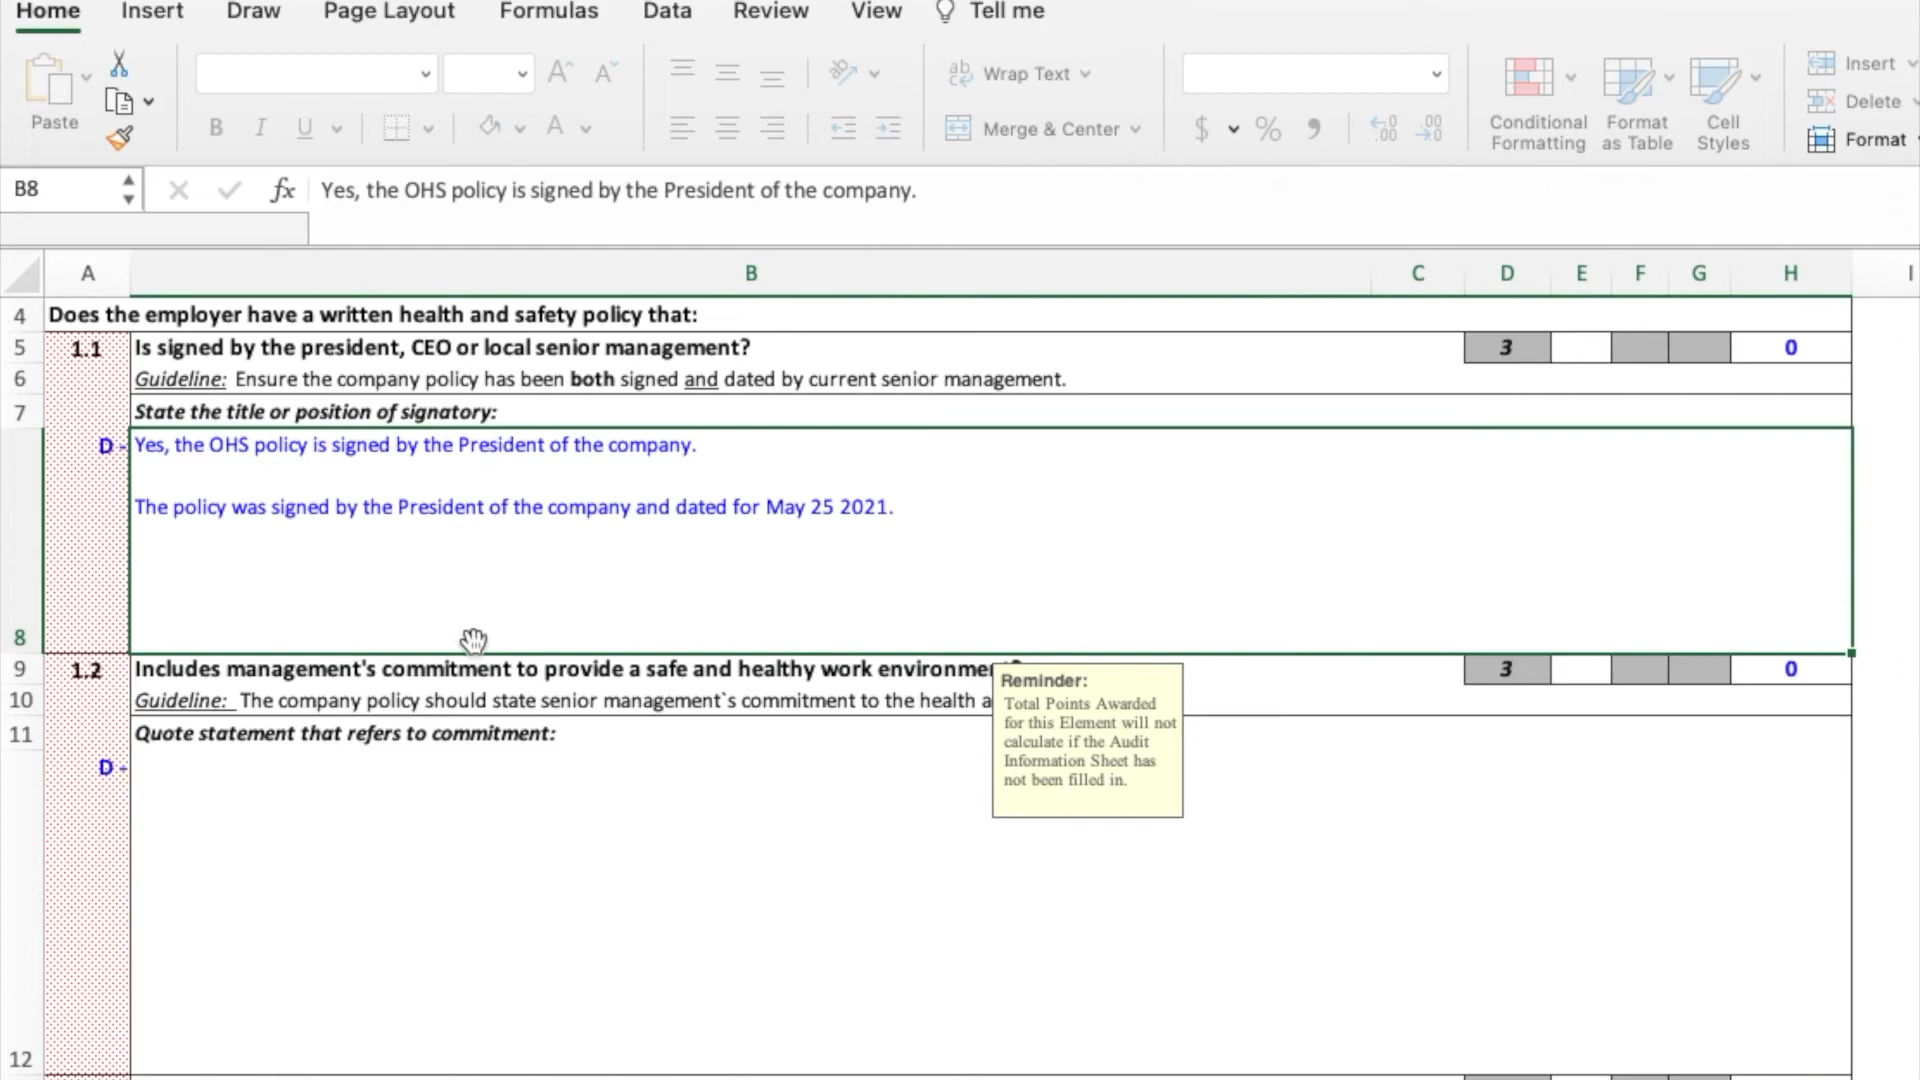 Home Insert Draw Page Layout Formulas Data Review View Tell me
Paste
A A
ab Wrap Text
Insert
B I U A
Merge & Center
$ % Conditional Formatting Format as Table Cell Styles
Delete
Format
B8 fx Yes, the OHS policy is signed by the President of the company.
A B C D E F G H I
4 Does the employer have a written health and safety policy that:
5 1.1 Is signed by the president, CEO or local senior management? 3 0
6 Guideline: Ensure the company policy has been both signed and dated by current senior management.
7 State the title or position of signatory:
D - Yes, the OHS policy is signed by the President of the company.
The policy was signed by the President of the company and dated for May 25 2021.
8
9 1.2 Includes management's commitment to provide a safe and healthy work environment? 3 0
10 Guideline: The company policy should state senior management`s commitment to the health a
11 Quote statement that refers to commitment:
D -
12
Reminder:
Total Points Awarded
for this Element will not
calculate if the Audit
Information Sheet has
not been filled in.